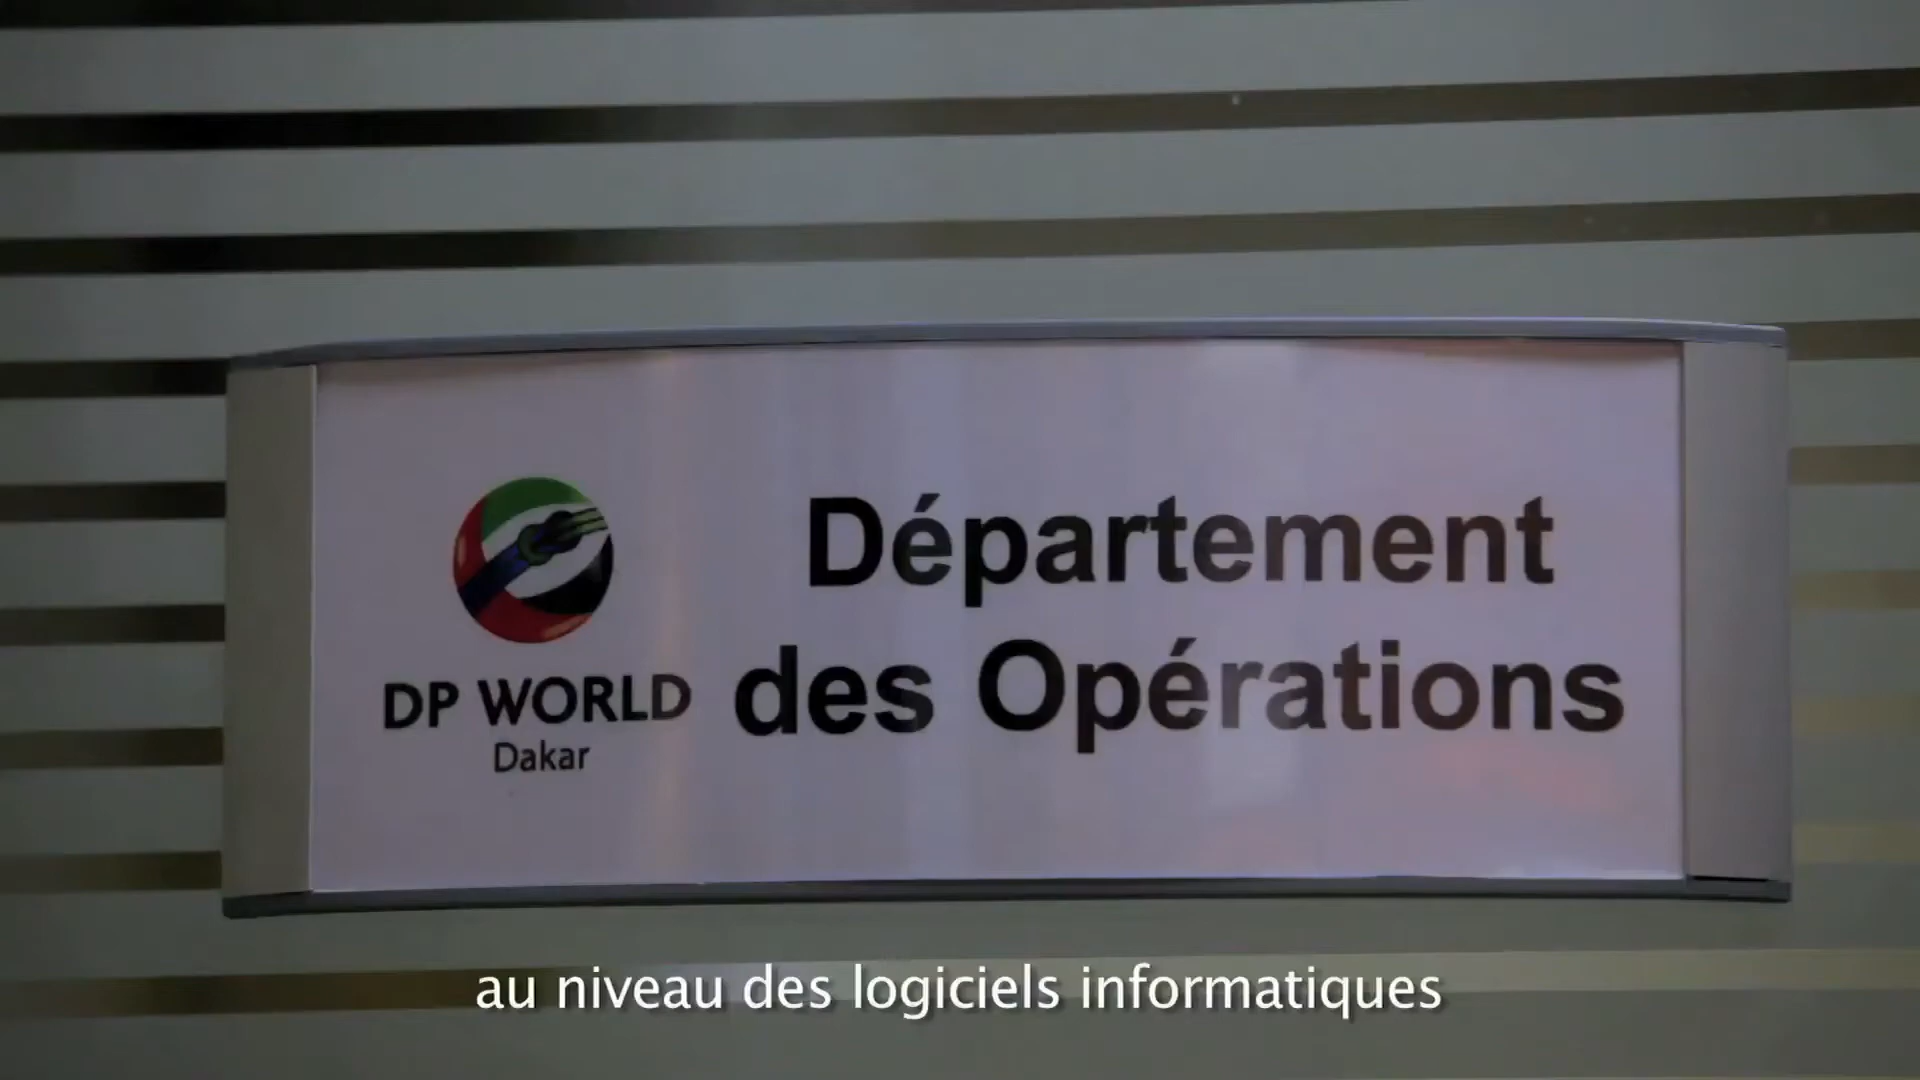 Département
des Opérations
DP WORLD
Dakar
au niveau des logiciels informatiques